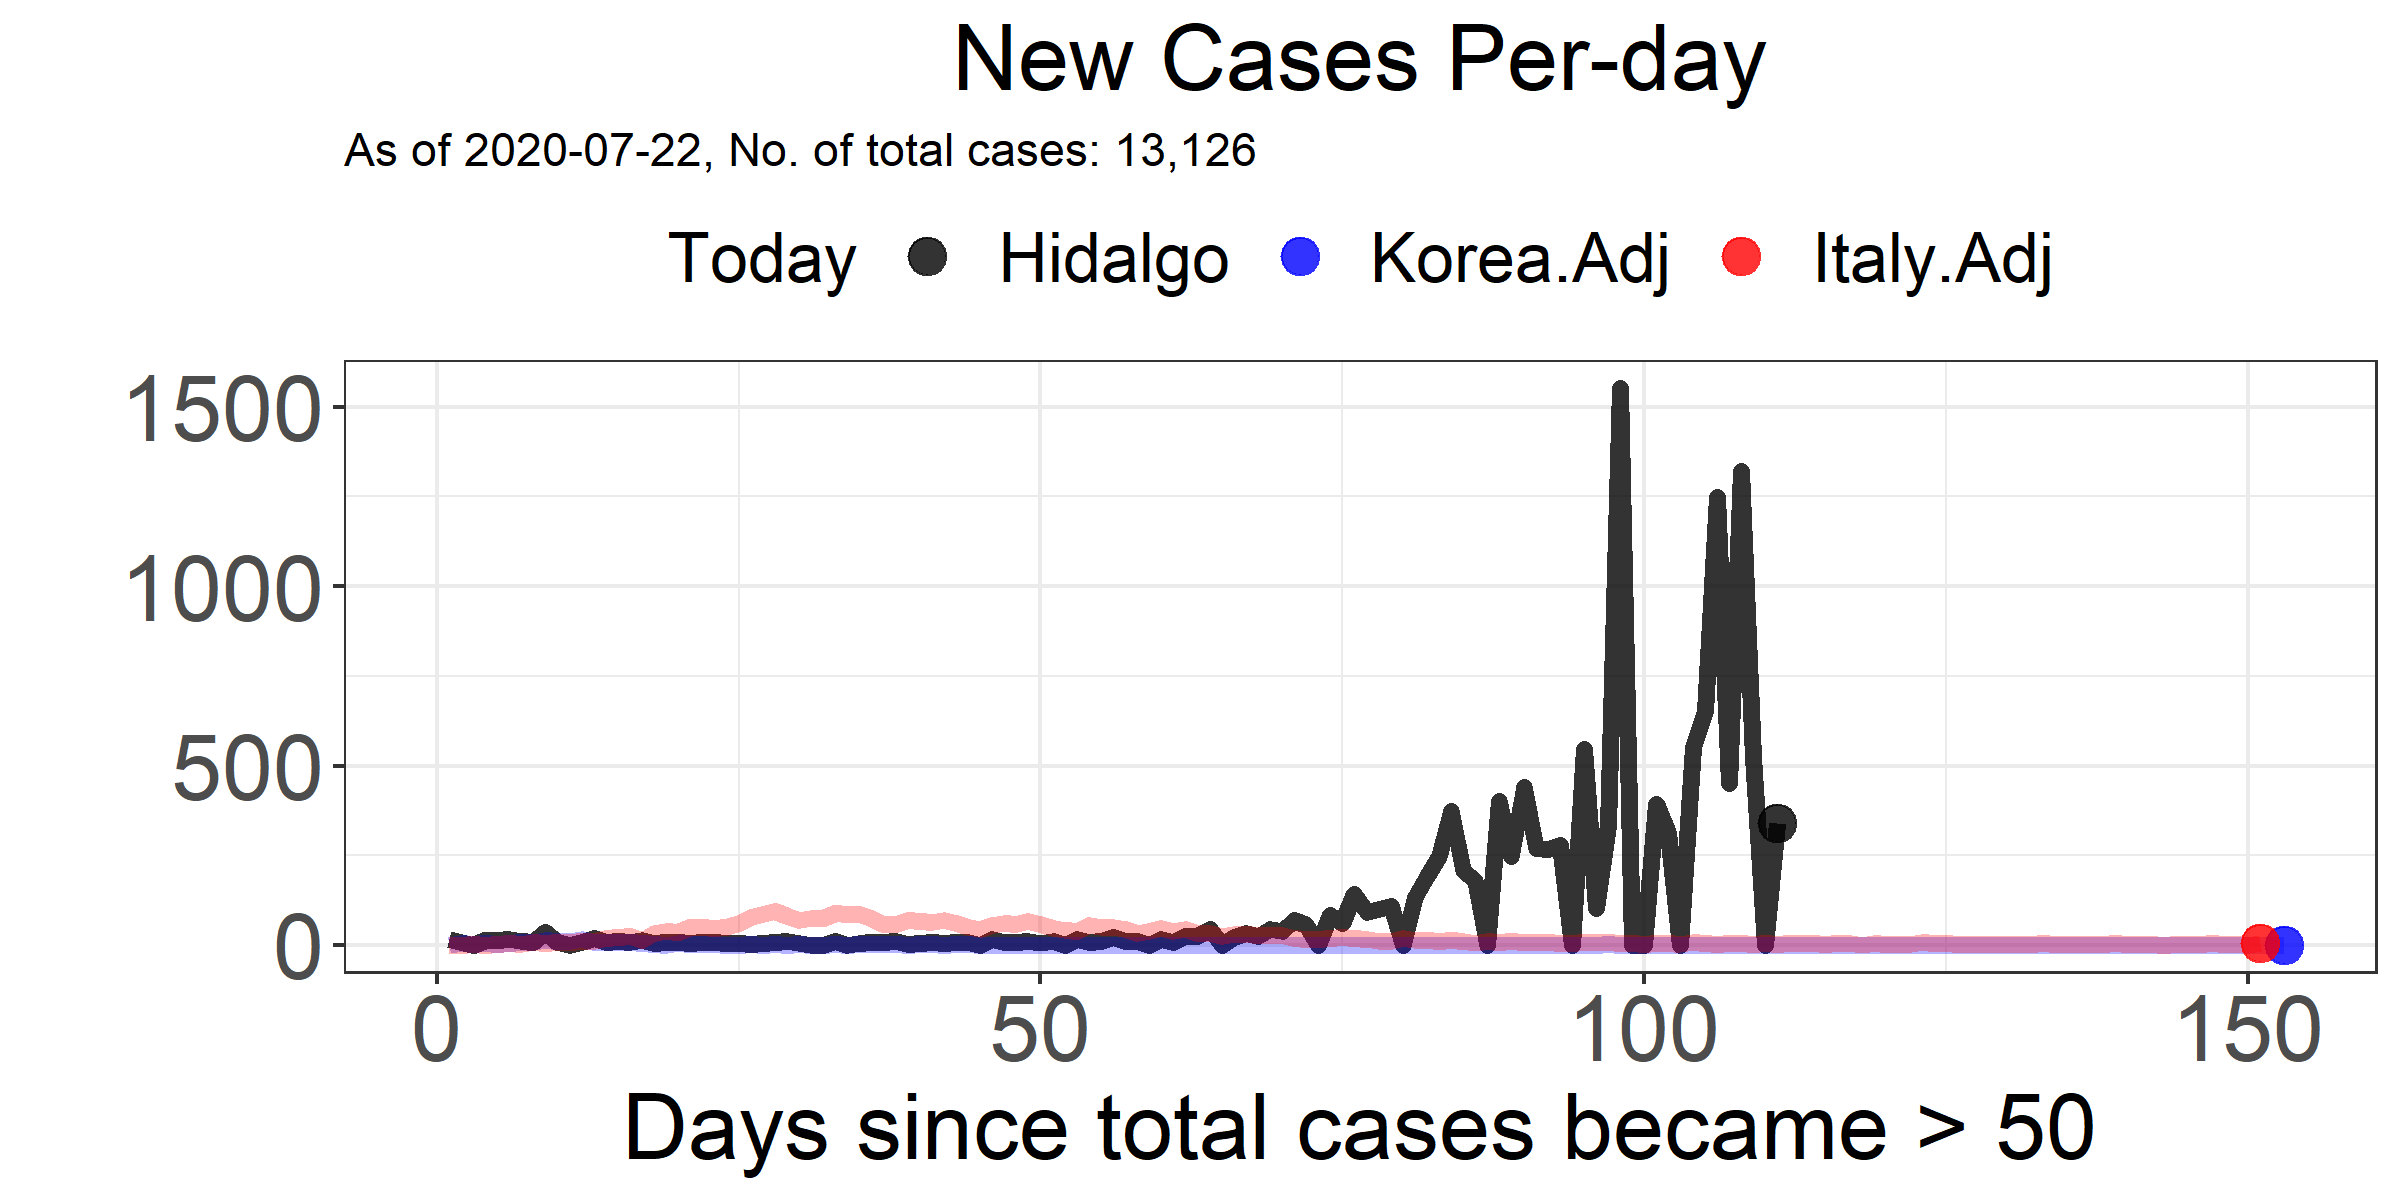 New Cases Per-day
As of 2020-07-22, No. of total cases: 13,126
Today Hidalgo Korea.Adj Italy.Adj
1500
1000
500
0
0 50 100 150
Days since total cases became > 50